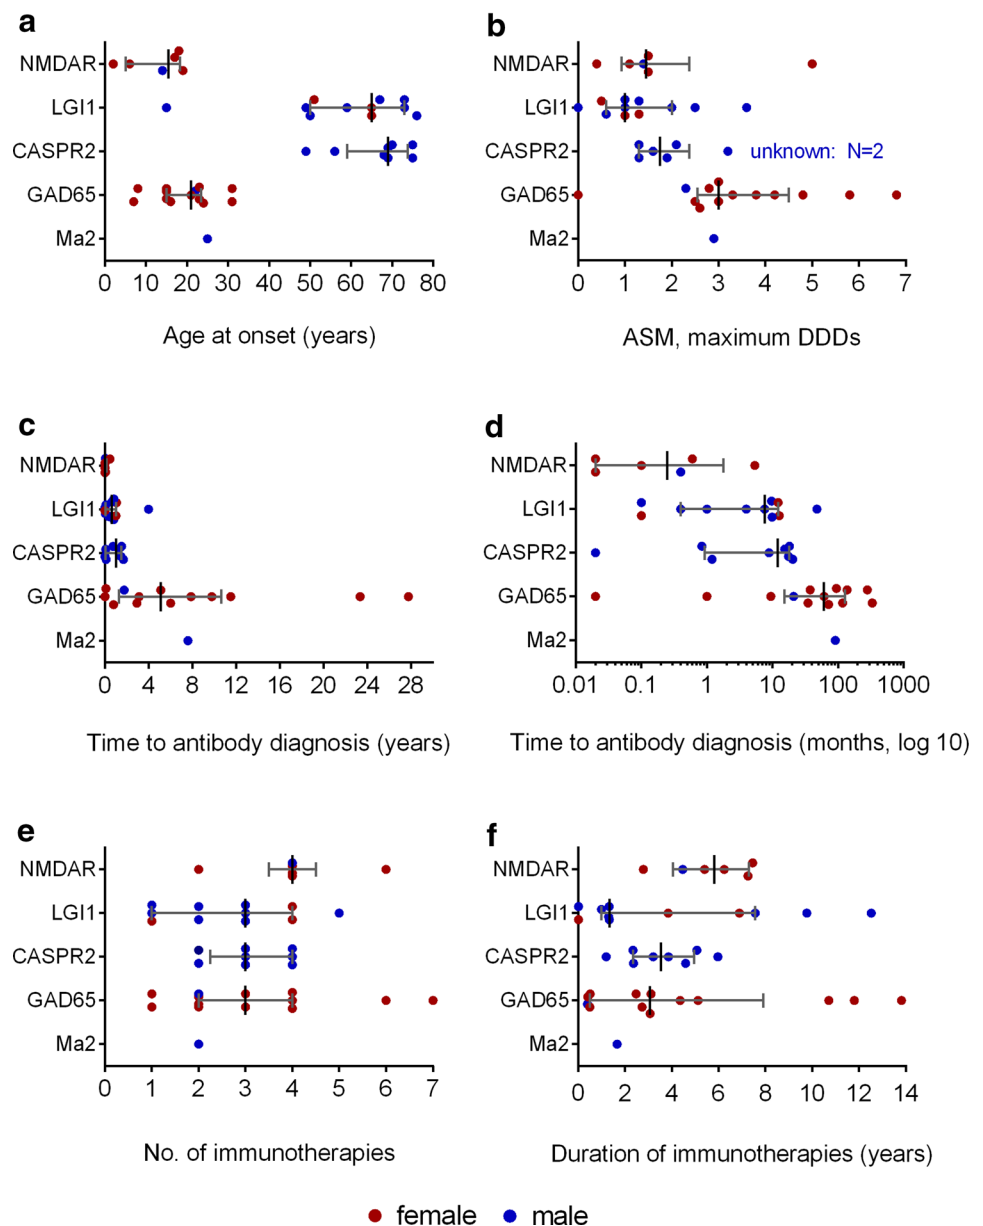 a
NMDAR
LGI1
CASPR2
GAD65
Ma2
0 10 20 30 40 50 60 70 80
Age at onset (years)
b
NMDAR
LGI1
CASPR2
unknown: N=2
GAD65
Ma2
0 1 2 3 4 5 6 7
ASM, maximum DDDs
c
NMDAR
LGI1
CASPR2
GAD65
Ma2
0 4 8 12 16 20 24 28
Time to antibody diagnosis (years)
d
NMDAR
LGI1
CASPR2
GAD65
Ma2
0.01 0.1 1 10 100 1000
Time to antibody diagnosis (months, log 10)
e
NMDAR
LGI1
CASPR2
GAD65
Ma2
0 1 2 3 4 5 6 7
No. of immunotherapies
f
NMDAR
LGI1
CASPR2
GAD65
Ma2
0 2 4 6 8 10 12 14
Duration of immunotherapies (years)
female male